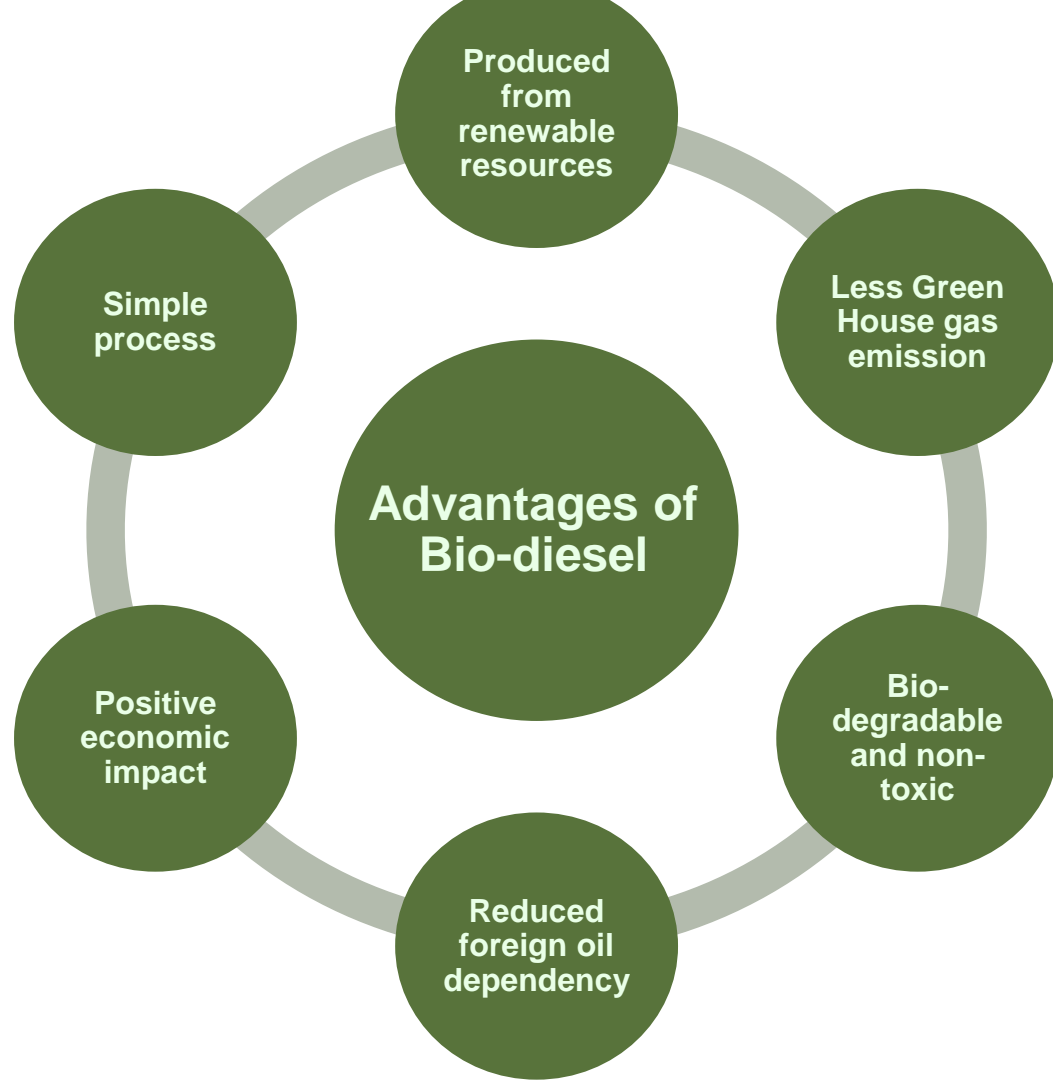 Produced
from
renewable
resources
Less Green
House gas
emission
Bio-
degradable
and non-
toxic
Reduced
foreign oil
dependency
Positive
economic
impact
Simple
process
Advantages of
Bio-diesel